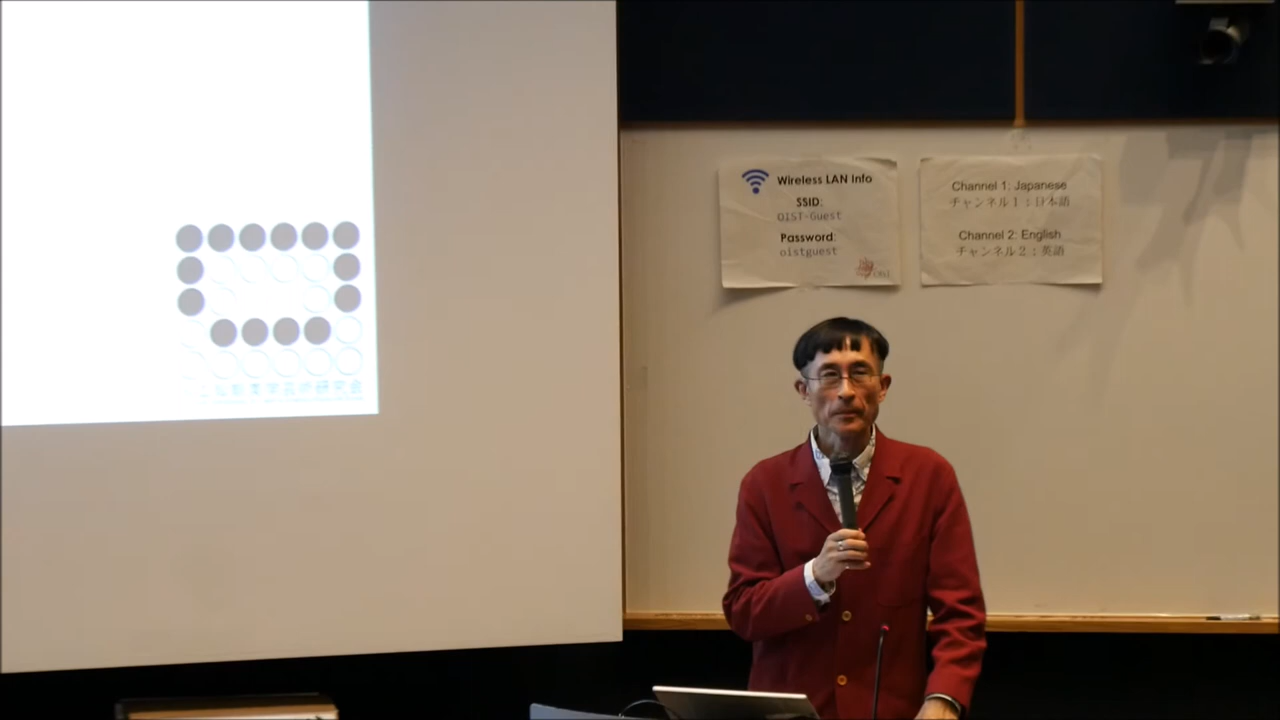 Wireless LAN Info
SSID:
OIST-Guest
Password:
oistguest
OIST
Channel 1: Japanese
チャンネル1：日本語
Channel 2: English
チャンネル2：英語